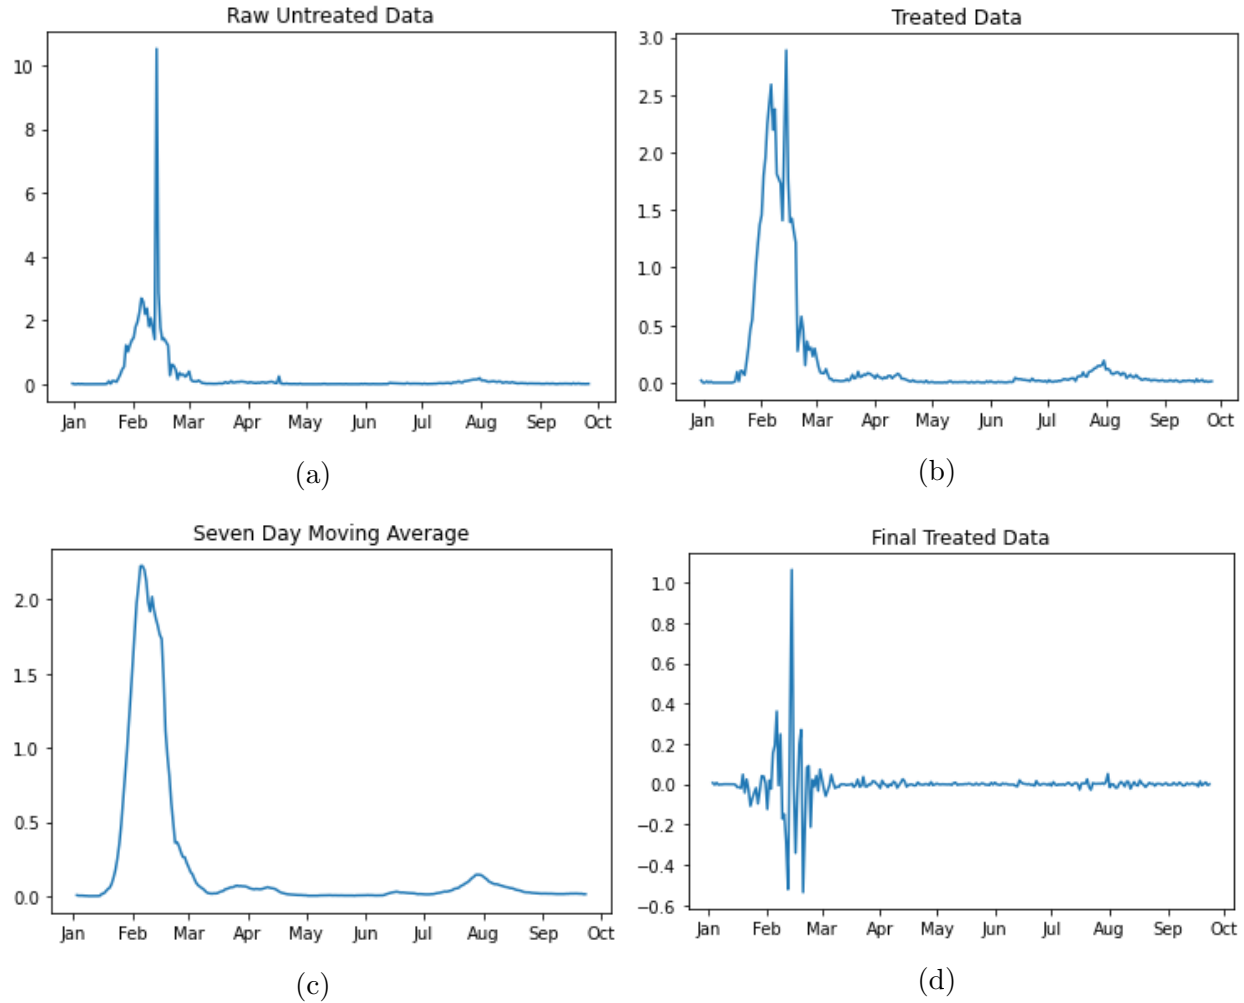 Raw Untreated Data
10
8
6
4
2
0
Jan Feb Mar Apr May Jun Jul Aug Sep Oct
(a)
Treated Data
3.0
2.5
2.0
1.5
1.0
0.5
0.0
Jan Feb Mar Apr May Jun Jul Aug Sep Oct
(b)
Seven Day Moving Average
2.0
1.5
1.0
0.5
0.0
Jan Feb Mar Apr May Jun Jul Aug Sep Oct
(c)
Final Treated Data
1.0
0.8
0.6
0.4
0.2
0.0
−0.2
−0.4
−0.6
Jan Feb Mar Apr May Jun Jul Aug Sep Oct
(d)